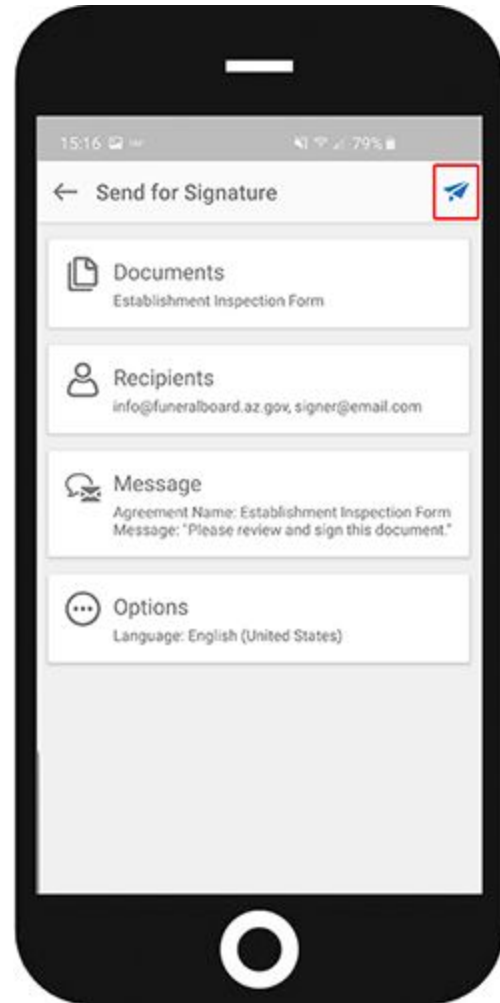 15:16
79%
Send for Signature
Documents
Establishment Inspection Form
Recipients
info@funeralboard.az.gov, signer@email.com
Message
Agreement Name: Establishment Inspection Form
Message: "Please review and sign this document."
Options
Language: English (United States)